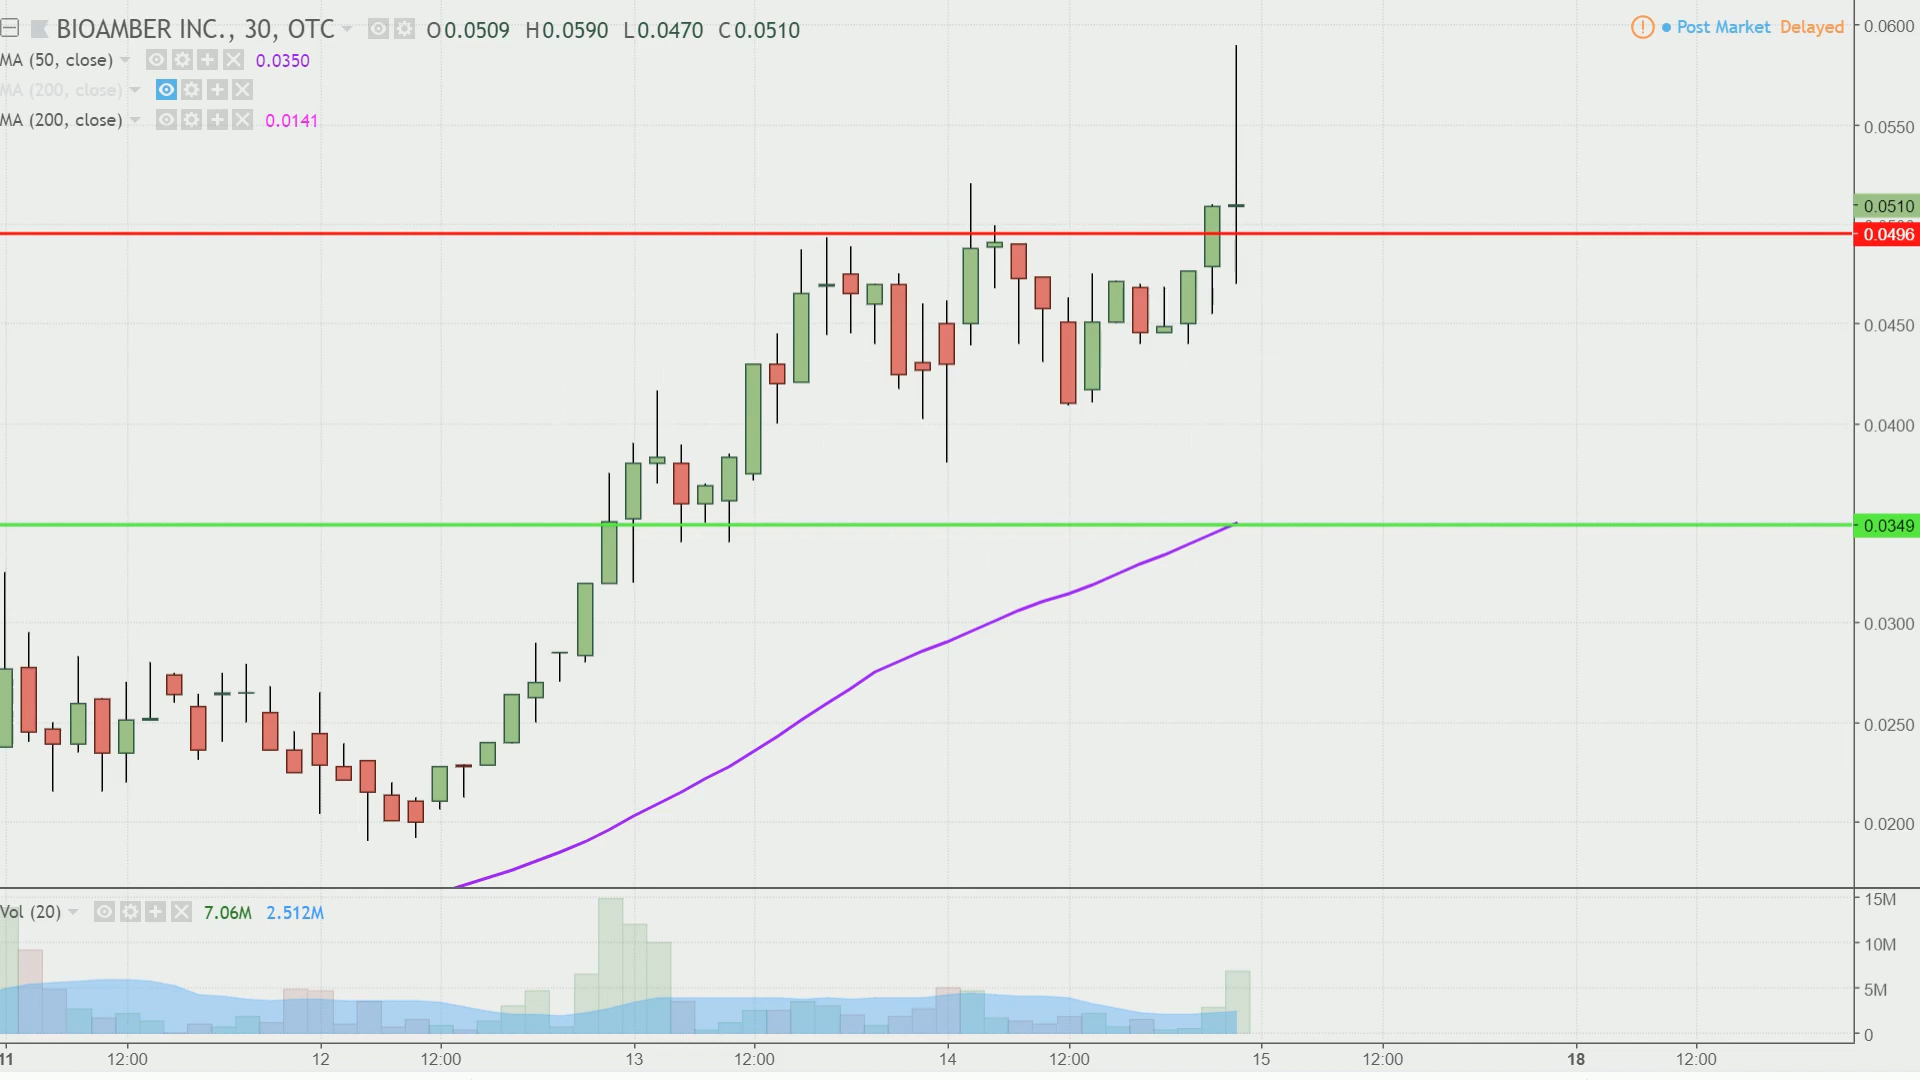 BIOAMBER INC., 30, OTC O0.0509 H0.0590 L0.0470 C0.0510
Post Market Delayed
MA (50, close) 0.0350
MA (200, close)
MA (200, close) 0.0141
0.0600
0.0550
0.0510
0.0496
0.0450
0.0400
0.0349
0.0300
0.0250
0.0200
Vol (20) 7.06M 2.512M
15M
10M
5M
0
11 12:00 12 12:00 13 12:00 14 12:00 15 12:00 18 12:00